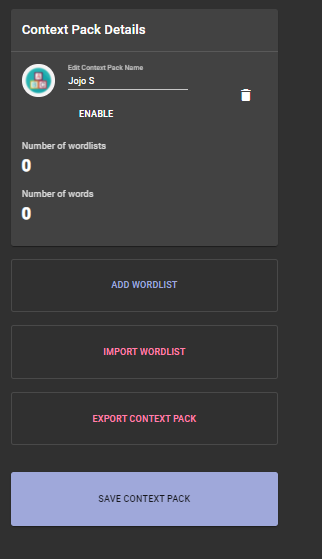 Context Pack Details
Edit Context Pack Name
Jojo S
ENABLE
Number of wordlists
0
Number of words
0
ADD WORDLIST
IMPORT WORDLIST
EXPORT CONTEXT PACK
SAVE CONTEXT PACK